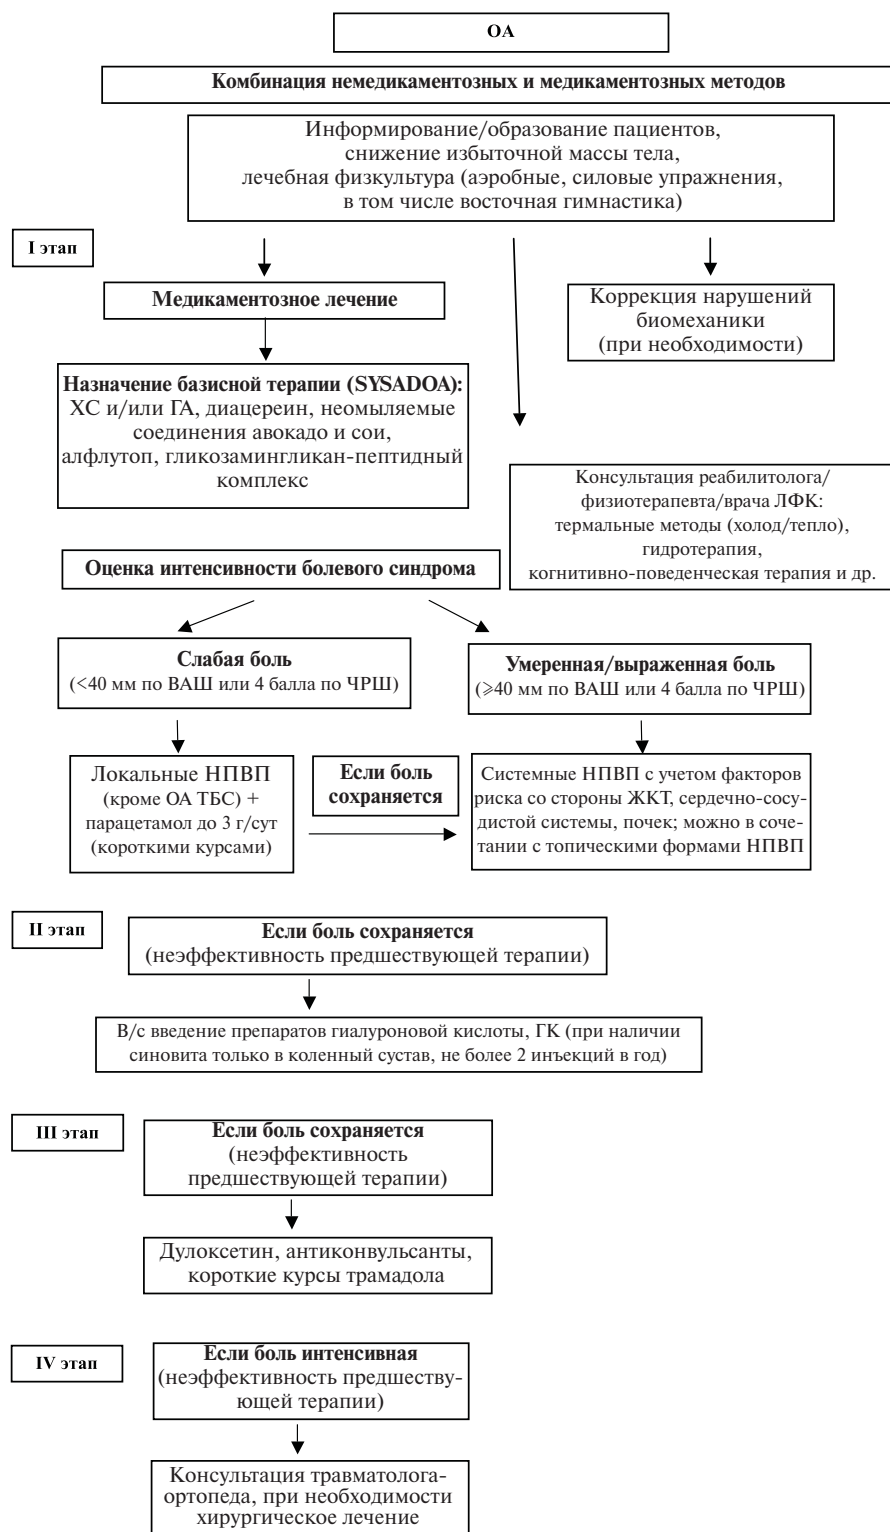 ОА
Комбинация немедикаментозных и медикаментозных методов
Информирование/образование пациентов,
снижение избыточной массы тела,
лечебная физкультура (аэробные, силовые упражнения,
в том числе восточная гимнастика)
I этап
Медикаментозное лечение
Коррекция нарушений
биомеханики
(при необходимости)
Назначение базисной терапии (SYSADOA):
ХС и/или ГА, диацереин, неомыляемые
соединения авокадо и сои,
алфлутоп, гликозамингликан-пептидный
комплекс
Консультация реабилитолога/
физиотерапевта/врача ЛФК:
термальные методы (холод/тепло),
гидротерапия,
когнитивно-поведенческая терапия и др.
Оценка интенсивности болевого синдрома
Слабая боль
(<40 мм по ВАШ или 4 балла по ЧРШ)
Умеренная/выраженная боль
(⩾40 мм по ВАШ или 4 балла по ЧРШ)
Локальные НПВП
(кроме ОА ТБС) +
парацетамол до 3 г/сут
(короткими курсами)
Если боль
сохраняется
Системные НПВП с учетом факторов
риска со стороны ЖКТ, сердечно-сосу-
дистой системы, почек; можно в соче-
тании с топическими формами НПВП
II этап
Если боль сохраняется
(неэффективность предшествующей терапии)
В/с введение препаратов гиалуроновой кислоты, ГК (при наличии
синовита только в коленный сустав, не более 2 инъекций в год)
III этап
Если боль сохраняется
(неэффективность
предшествующей терапии)
Дулоксетин, антиконвульсанты,
короткие курсы трамадола
IV этап
Если боль интенсивная
(неэффективность предшеству-
ющей терапии)
Консультация травматолога-
ортопеда, при необходимости
хирургическое лечение